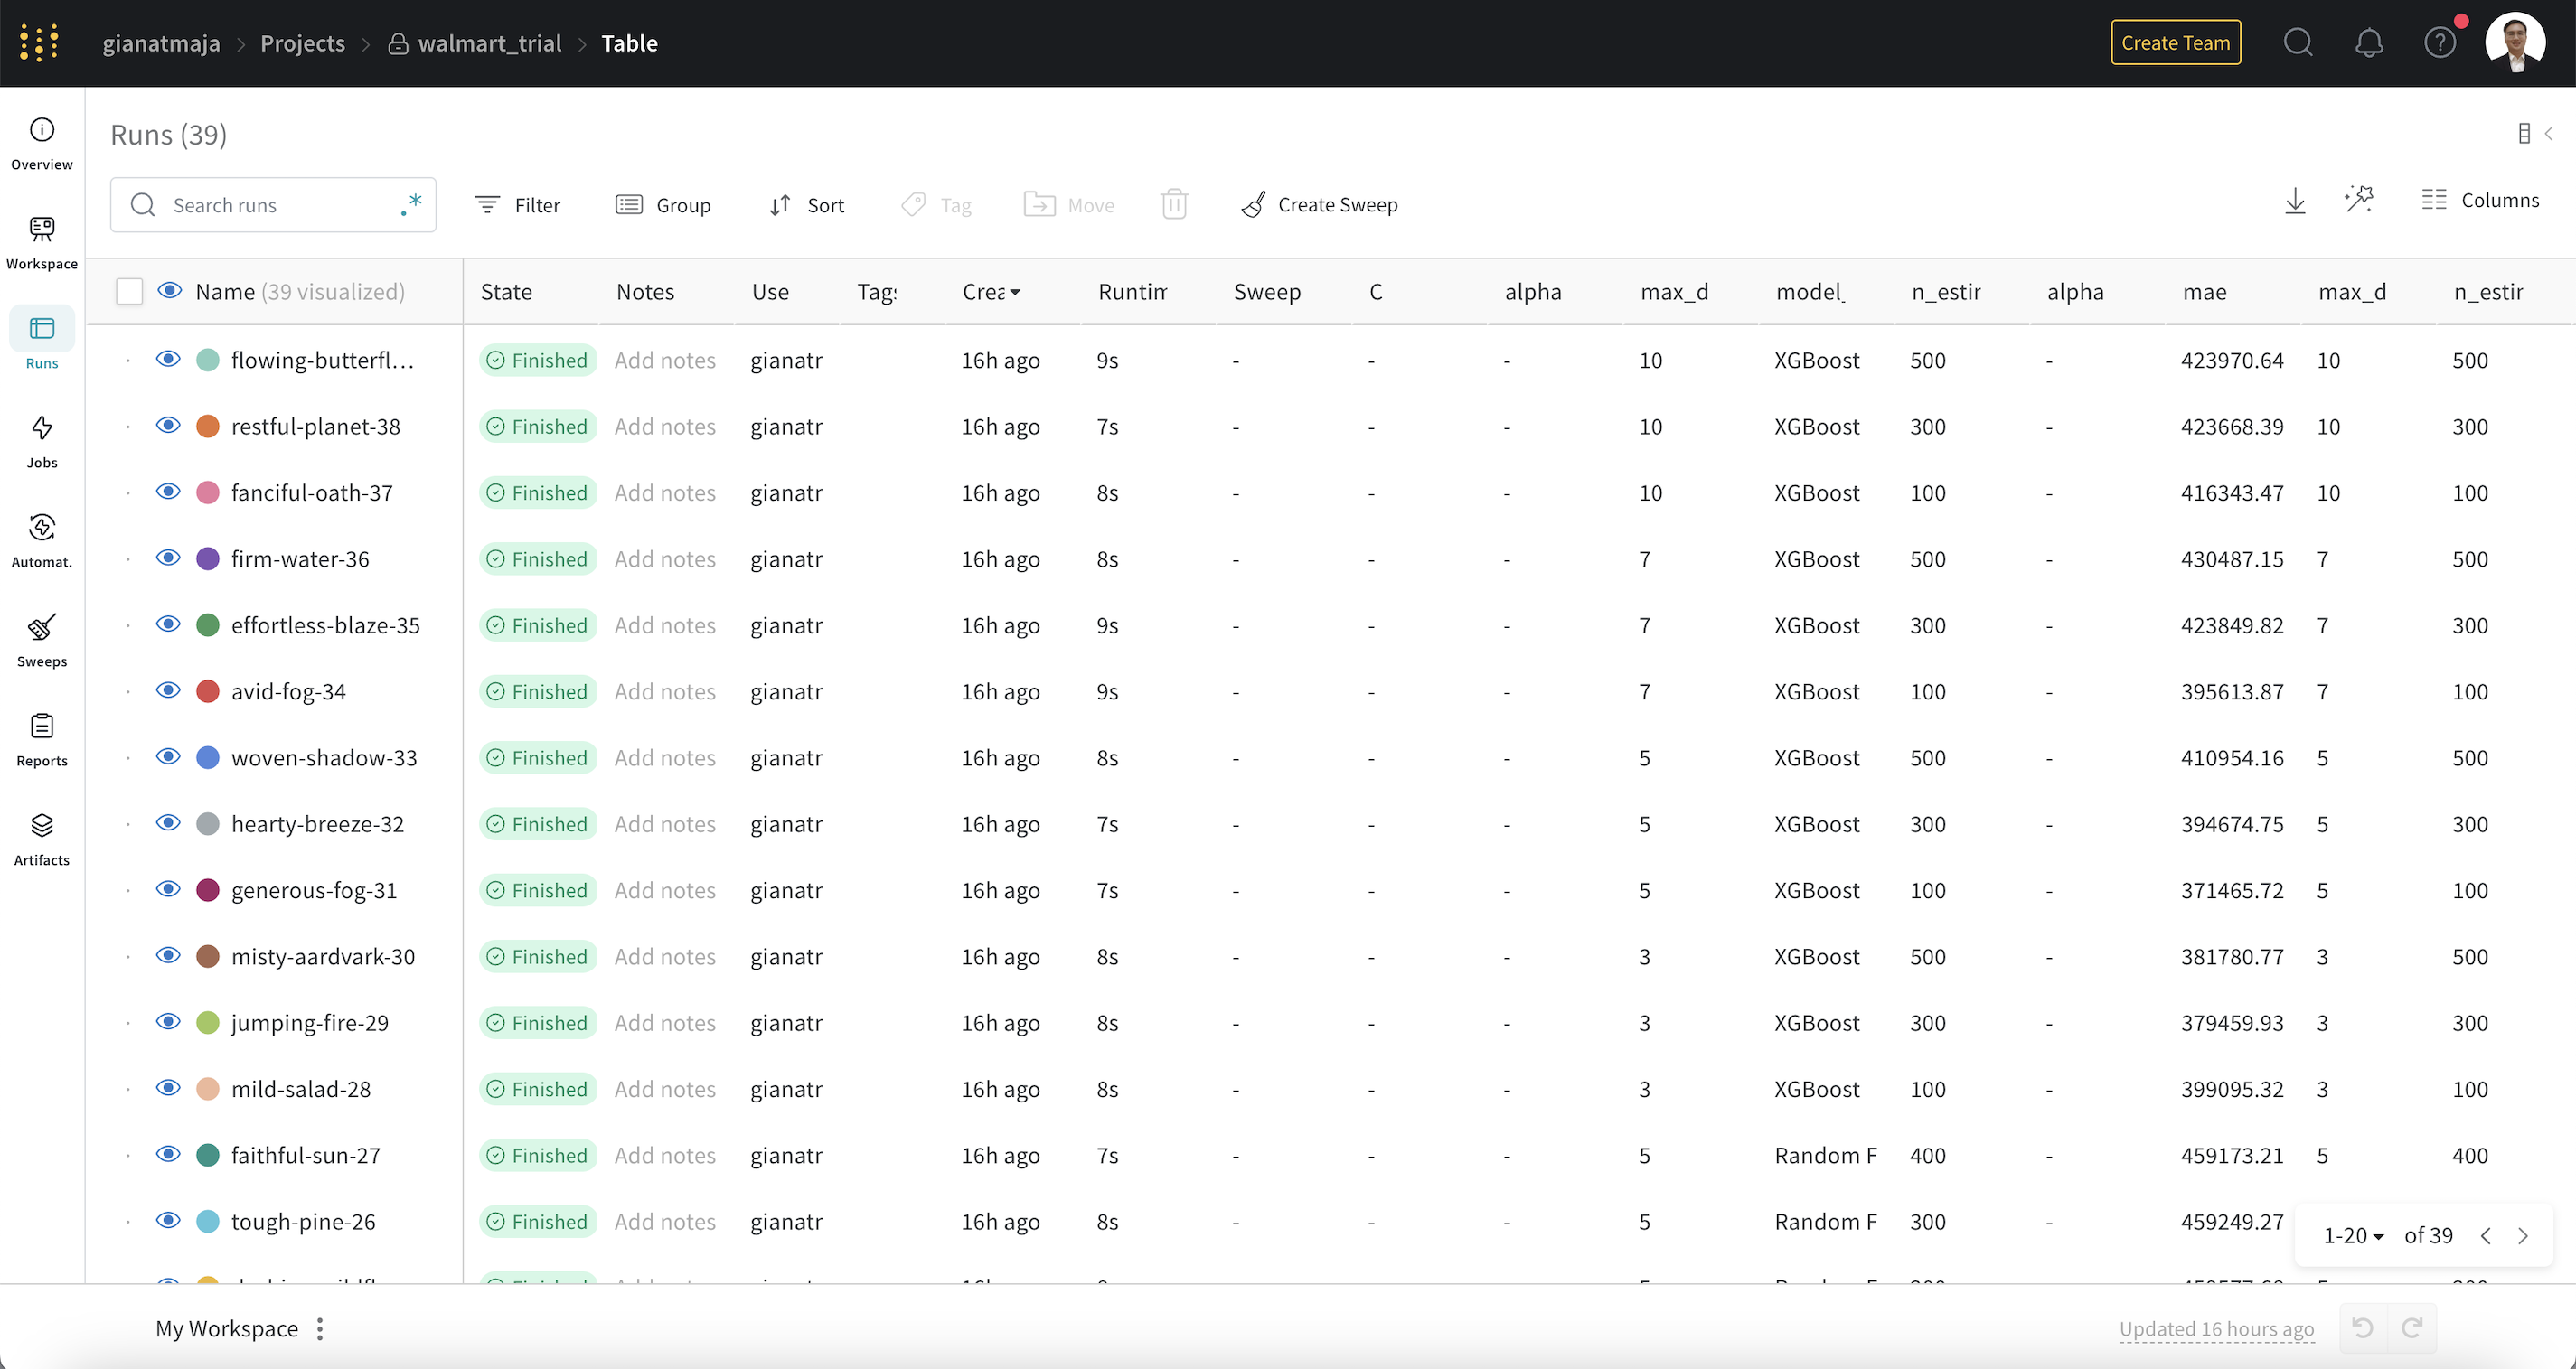 gianatmaja > Projects > walmart_trial > Table
Create Team
Overview
Workspace
Runs
Jobs
Automat.
Sweeps
Reports
Artifacts
Runs (39)
Search runs .*
Filter Group Sort Tag Move Create Sweep Columns
Name (39 visualized) State Notes Use Tag Crea Runtin Sweep C alpha max_d model_ n_estir alpha mae max_d n_estir
flowing-butterfl... Finished Add notes gianatr 16h ago 9s - - - 10 XGBoost 500 - 423970.64 10 500
restful-planet-38 Finished Add notes gianatr 16h ago 7s - - - 10 XGBoost 300 - 423668.39 10 300
fanciful-oath-37 Finished Add notes gianatr 16h ago 8s - - - 10 XGBoost 100 - 416343.47 10 100
firm-water-36 Finished Add notes gianatr 16h ago 8s - - - 7 XGBoost 500 - 430487.15 7 500
effortless-blaze-35 Finished Add notes gianatr 16h ago 9s - - - 7 XGBoost 300 - 423849.82 7 300
avid-fog-34 Finished Add notes gianatr 16h ago 9s - - - 7 XGBoost 100 - 395613.87 7 100
woven-shadow-33 Finished Add notes gianatr 16h ago 8s - - - 5 XGBoost 500 - 410954.16 5 500
hearty-breeze-32 Finished Add notes gianatr 16h ago 7s - - - 5 XGBoost 300 - 394674.75 5 300
generous-fog-31 Finished Add notes gianatr 16h ago 7s - - - 5 XGBoost 100 - 371465.72 5 100
misty-aardvark-30 Finished Add notes gianatr 16h ago 8s - - - 3 XGBoost 500 - 381780.77 3 500
jumping-fire-29 Finished Add notes gianatr 16h ago 8s - - - 3 XGBoost 300 - 379459.93 3 300
mild-salad-28 Finished Add notes gianatr 16h ago 8s - - - 3 XGBoost 100 - 399095.32 3 100
faithful-sun-27 Finished Add notes gianatr 16h ago 7s - - - 5 Random F 400 - 459173.21 5 400
tough-pine-26 Finished Add notes gianatr 16h ago 8s - - - 5 Random F 300 - 459249.27
1-20 of 39
My Workspace
Updated 16 hours ago